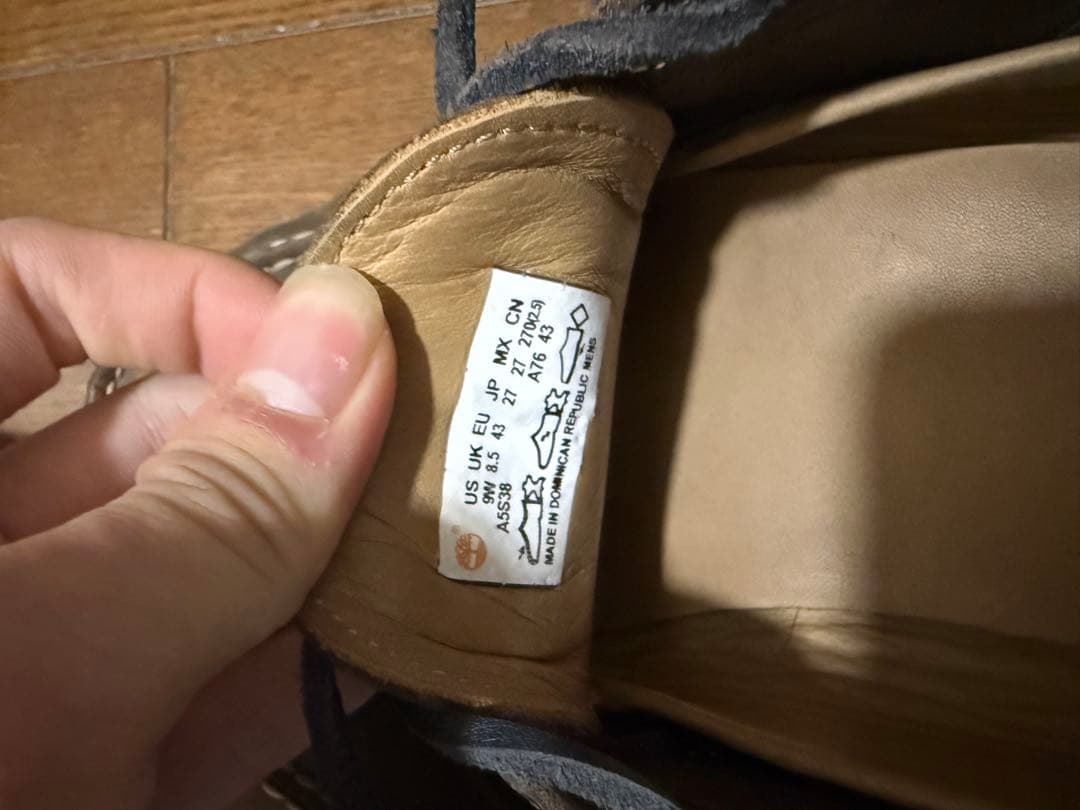 US UK EU JP MX CN
9W 8.5 43 27 27 270(2.5)
A5S38 A76 43
MADE IN DOMINICAN REPUBLIC MENS